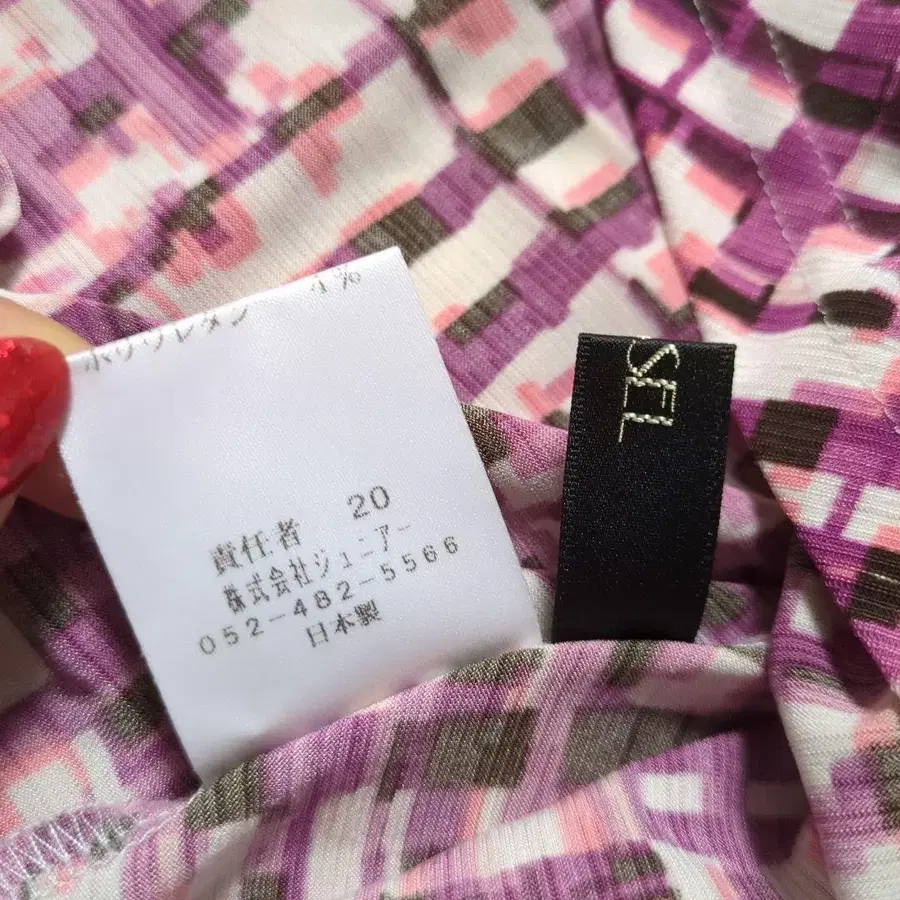 ポリウレタン 4%
責任者 20
株式会社ジュニアー
052-482-5566
日本製
SEL